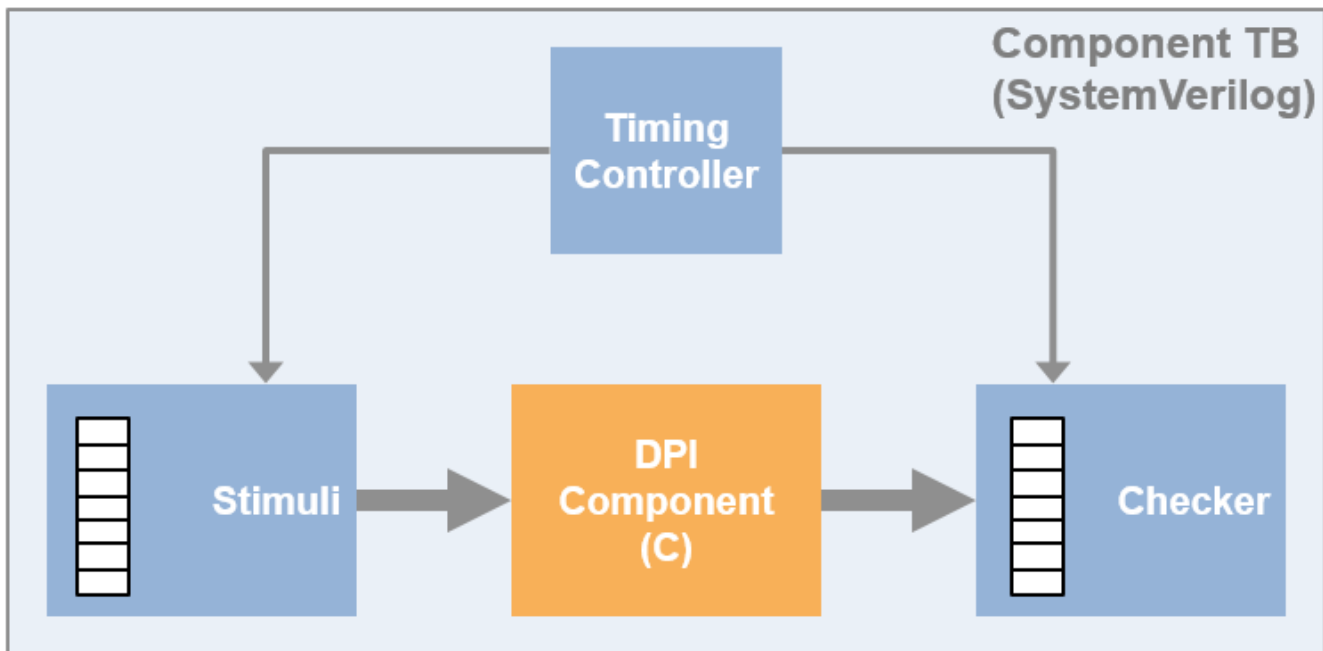 Component TB
(SystemVerilog)
Timing
Controller
Stimuli
DPI
Component
(C)
Checker